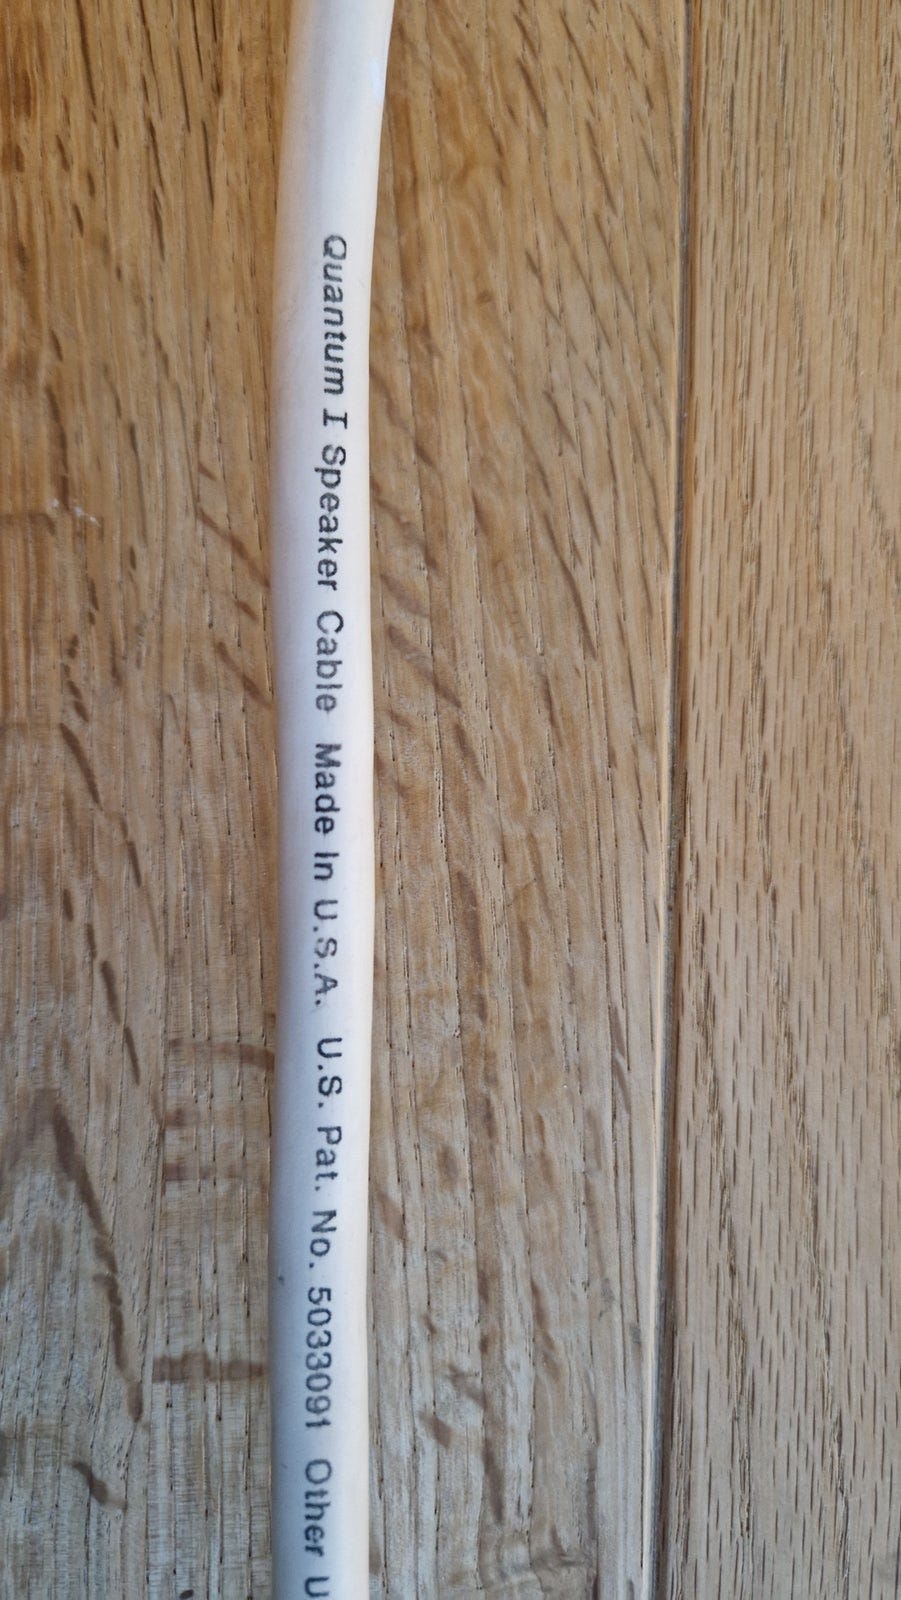 Quantum I Speaker Cable Made In U.S.A. U.S. Pat. No. 5033091 Other U